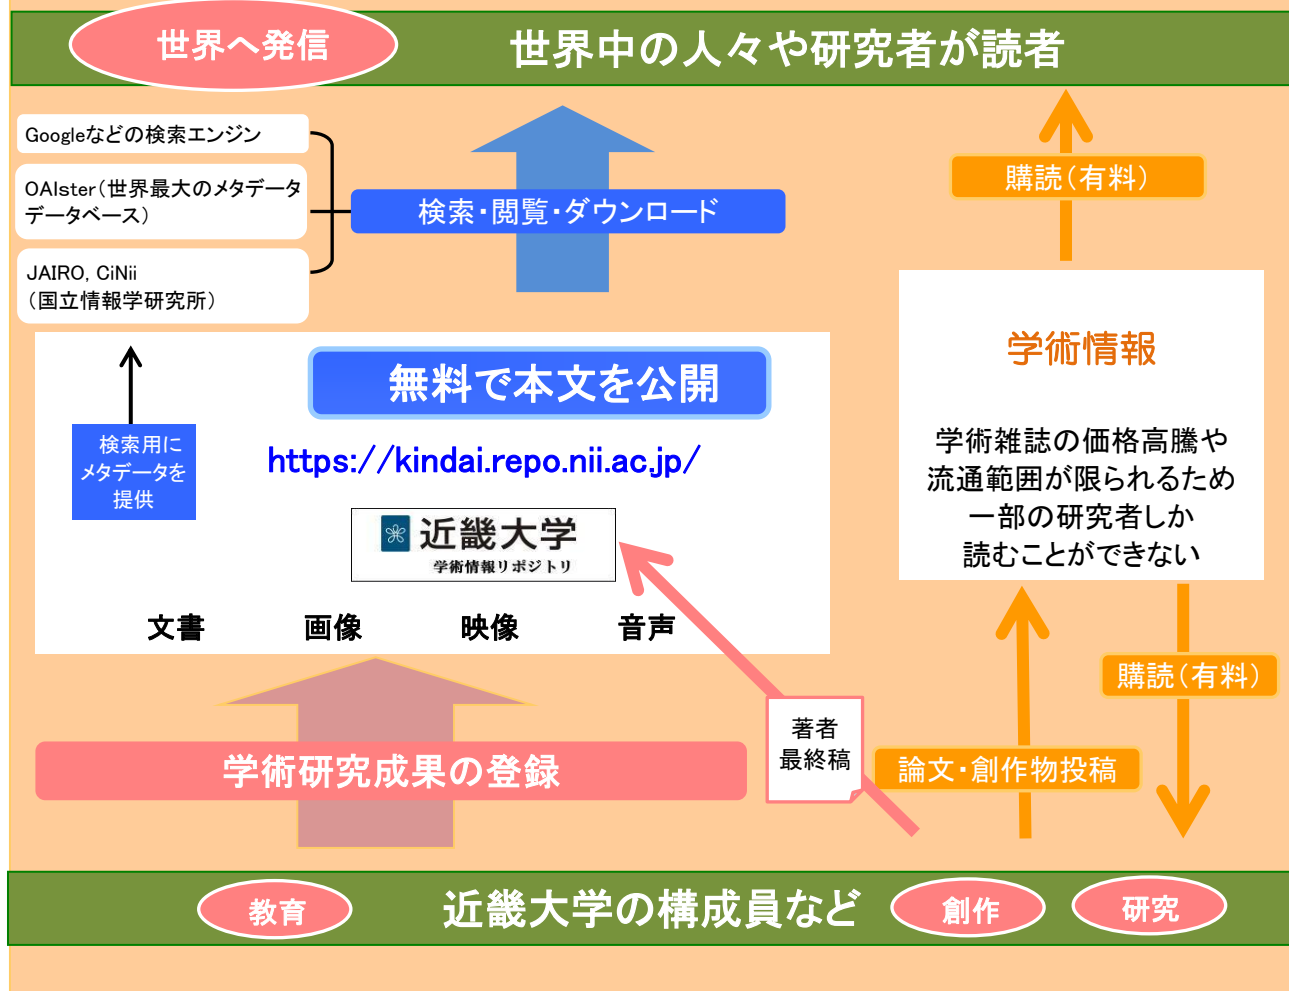 世界へ発信
世界中の人々や研究者が読者
Googleなどの検索エンジン
OAIster（世界最大のメタデータ
データベース）
JAIRO, CiNii
（国立情報学研究所）
検索・閲覧・ダウンロード
購読（有料）
無料で本文を公開
https://kindai.repo.nii.ac.jp/
検索用に
メタデータを
提供
近畿大学
学術情報リポジトリ
文書
画像
映像
音声
学術情報
学術雑誌の価格高騰や
流通範囲が限られるため
一部の研究者しか
読むことができない
購読（有料）
学術研究成果の登録
著者
最終稿
論文・創作物投稿
教育
近畿大学の構成員など
創作
研究